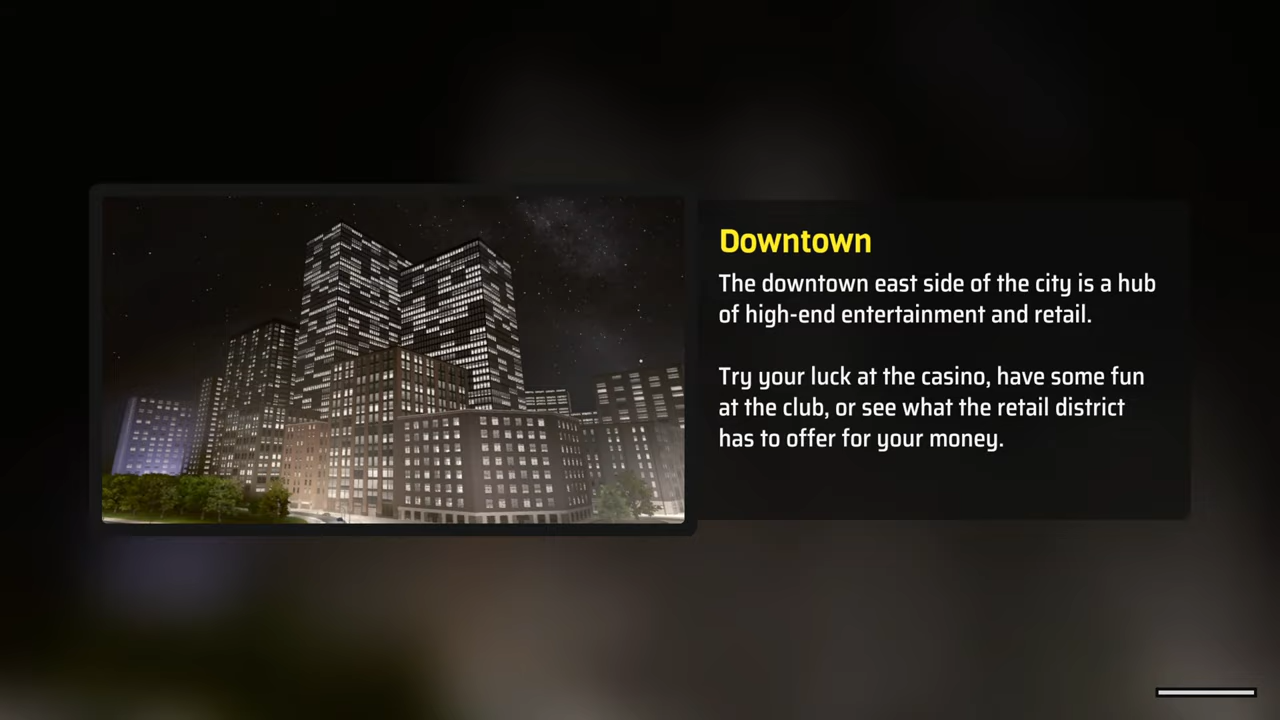 Downtown
The downtown east side of the city is a hub
of high-end entertainment and retail.
Try your luck at the casino, have some fun
at the club, or see what the retail district
has to offer for your money.